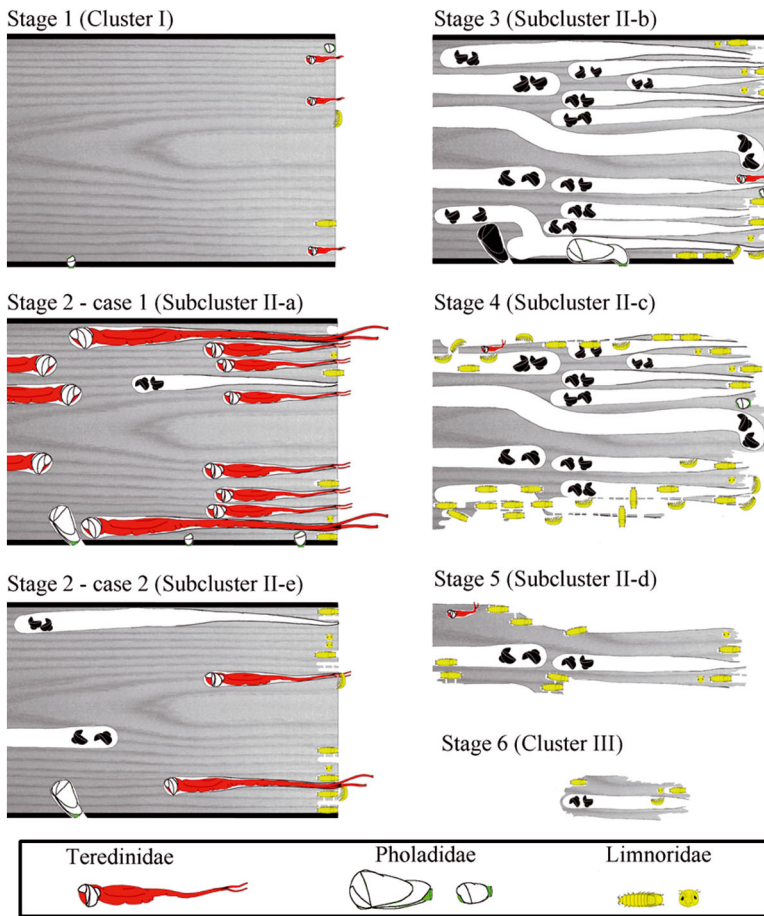 Stage 1 (Cluster I)
Stage 2 - case 1 (Subcluster II-a)
Stage 2 - case 2 (Subcluster II-e)
Stage 3 (Subcluster II-b)
Stage 4 (Subcluster II-c)
Stage 5 (Subcluster II-d)
Stage 6 (Cluster III)
Teredinidae
Pholadidae
Limnoridae